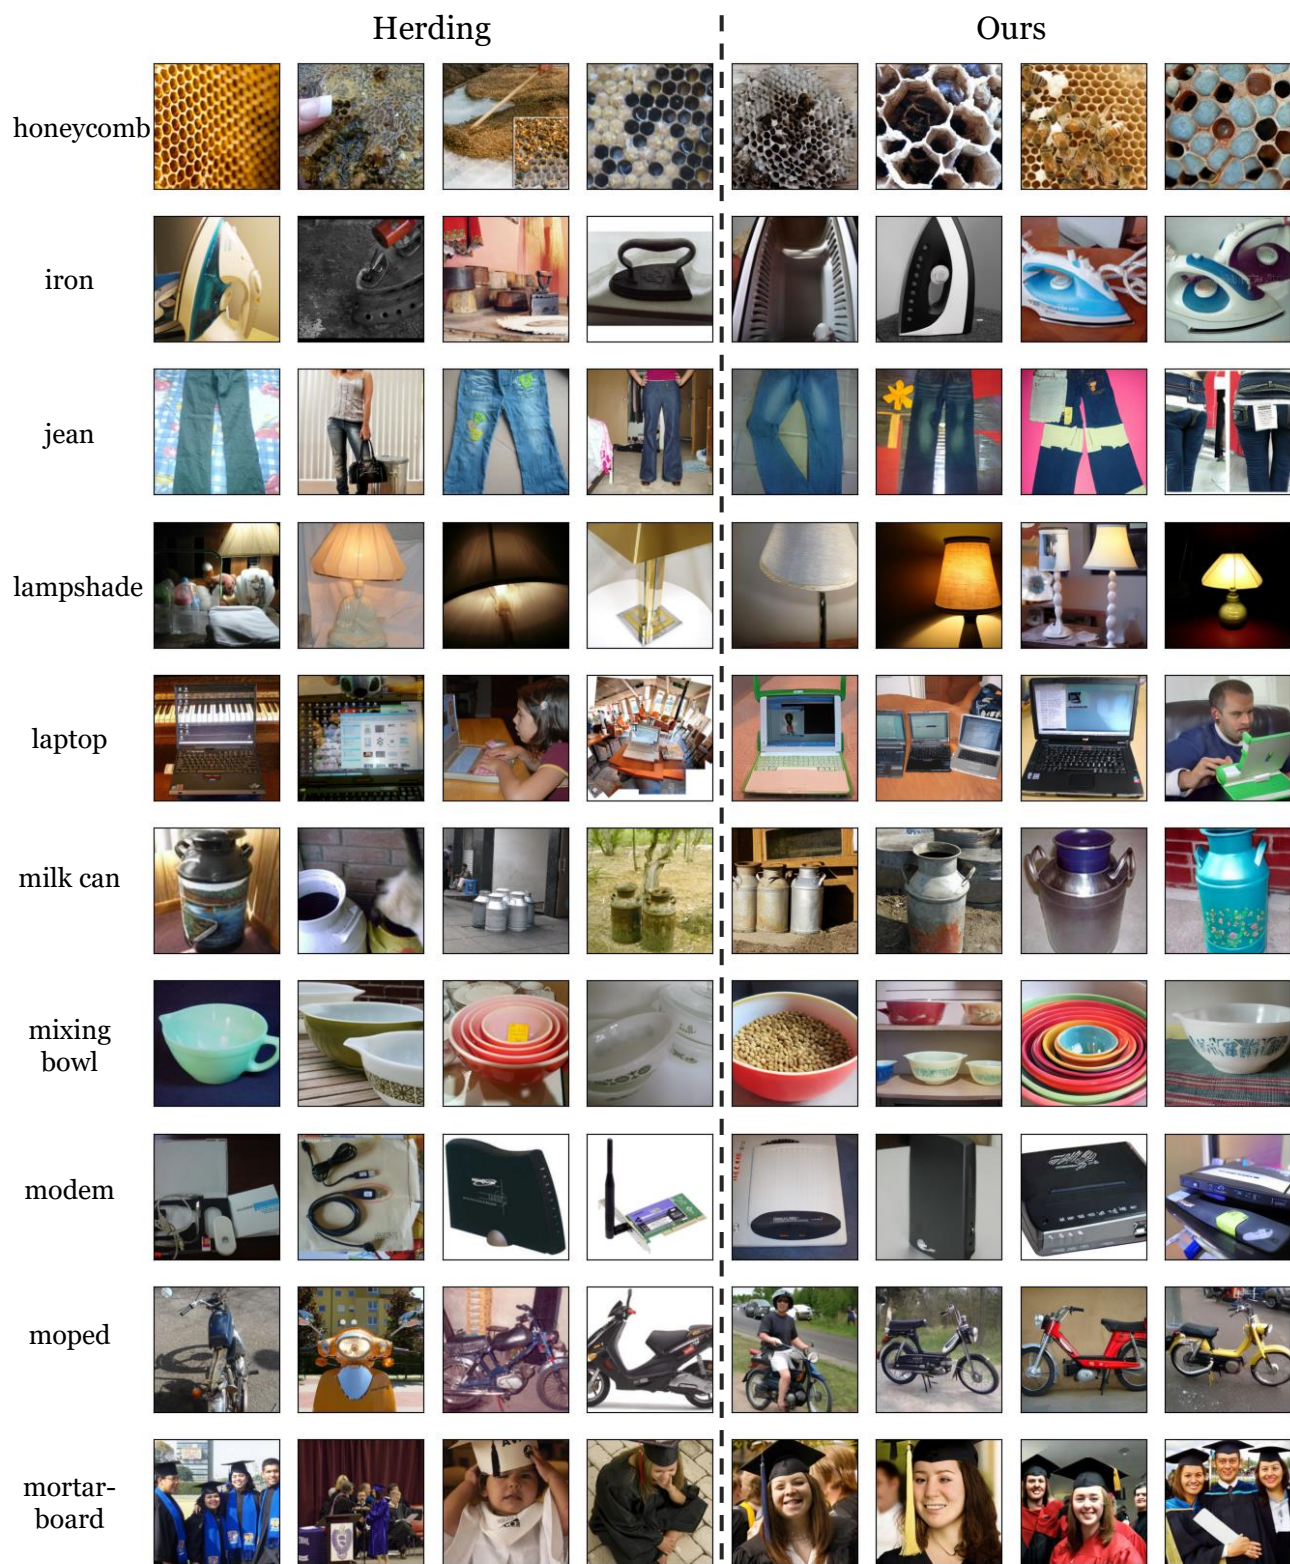 Herding
Ours
honeycomb
iron
jean
lampshade
laptop
milk can
mixing
bowl
modem
moped
mortar-
board